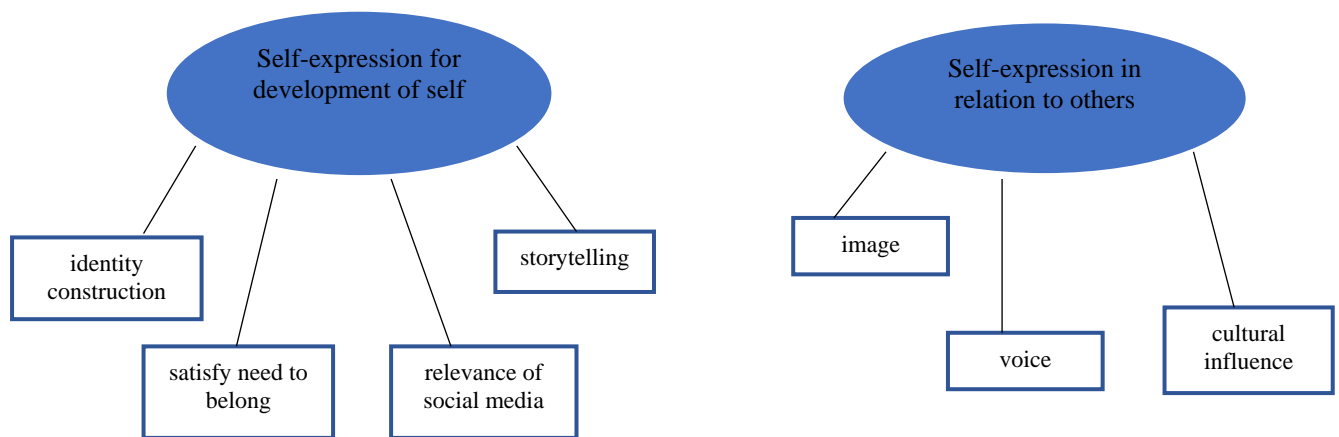 Self-expression for
development of self
identity
construction
satisfy need to
belong
relevance of
social media
storytelling
Self-expression in
relation to others
image
voice
cultural
influence